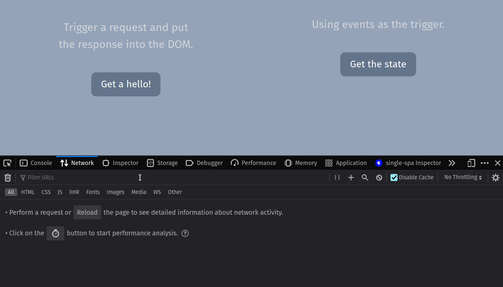 Trigger a request and put
the response into the DOM.
Get a hello!
Using events as the trigger.
Get the state
Console Network Inspector Storage Debugger Performance Memory Application single-spa Inspector
Filter URLs Disable Cache No Throttling
All HTML CSS JS XHR Fonts Images Media WS Other
• Perform a request or Reload the page to see detailed information about network activity.
• Click on the button to start performance analysis.